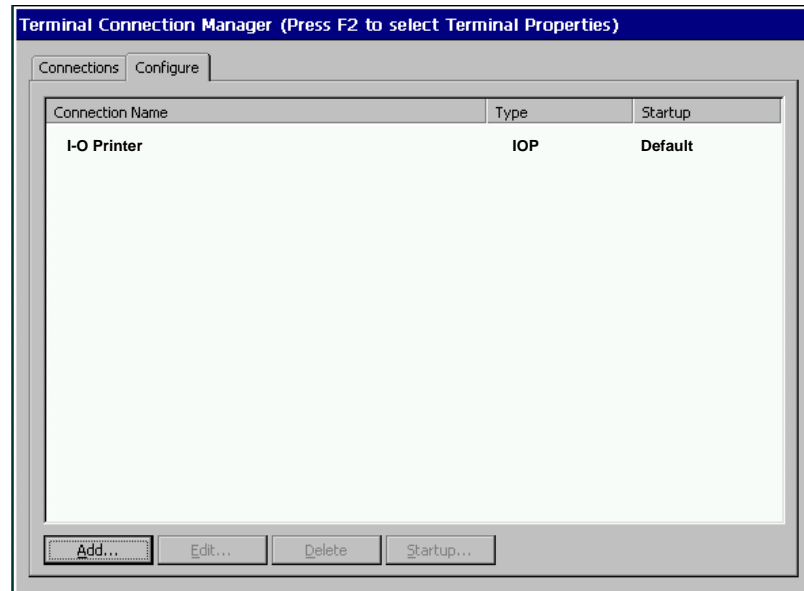 Terminal Connection Manager (Press F2 to select Terminal Properties)
Connections Configure
Connection Name Type Startup
I-O Printer IOP Default
Add... Edit... Delete Startup...